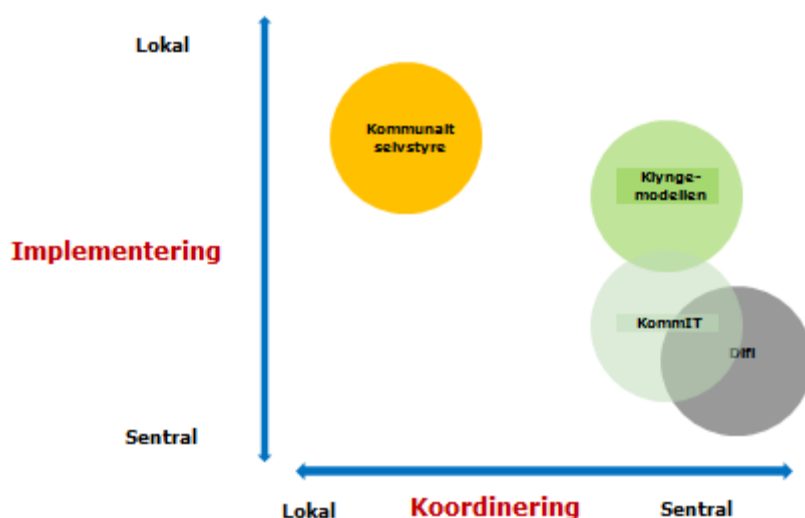 Lokal
Kommunalt
selvstyre
Klynge-
modellen
Implementering
KommIT
Difi
Sentral
Lokal
Koordinering
Sentral